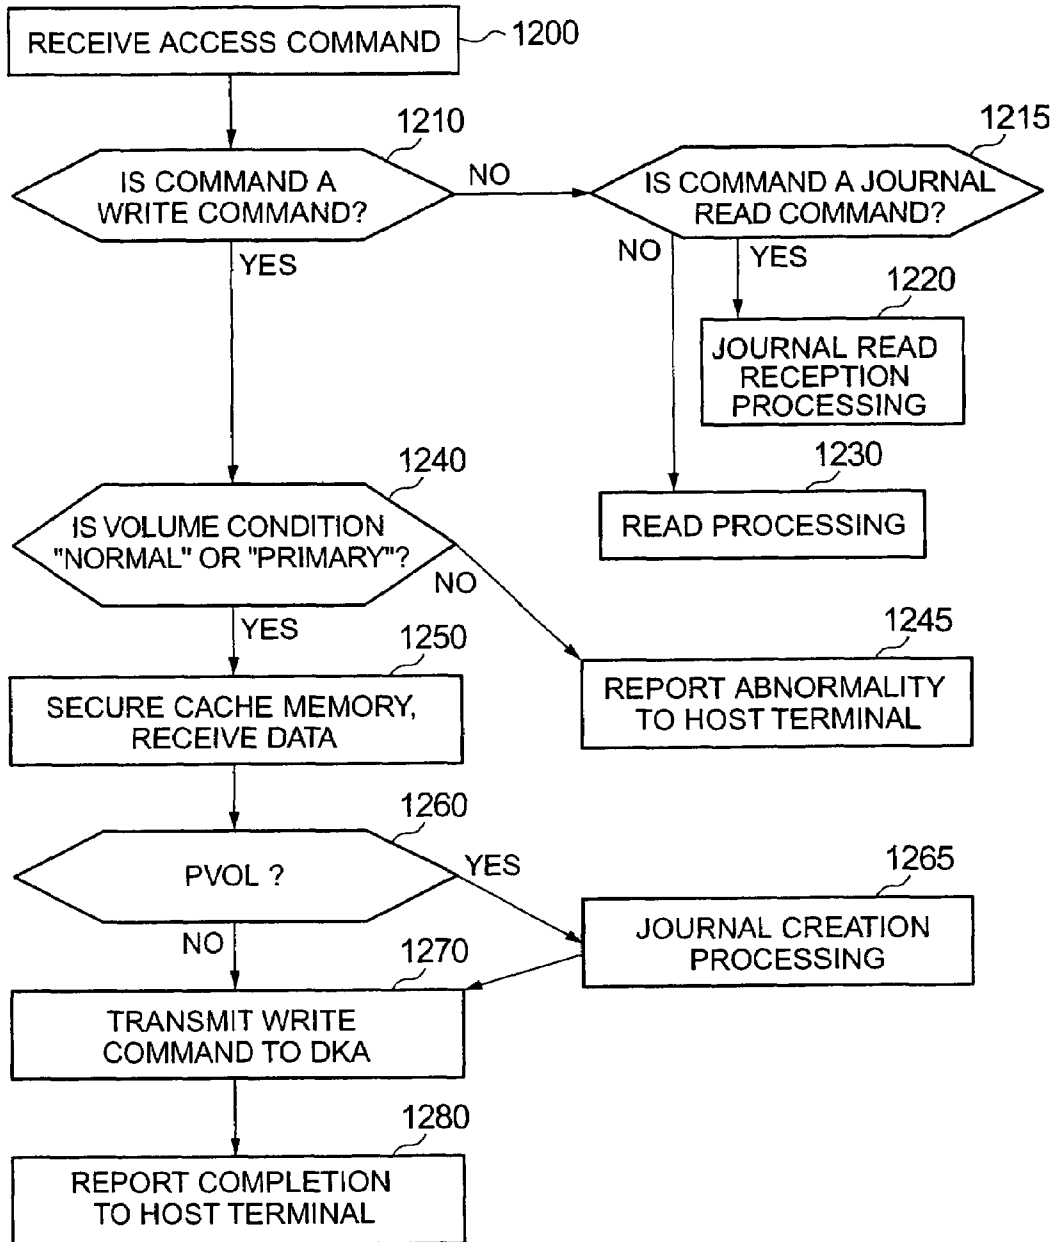 RECEIVE ACCESS COMMAND
1200
1210
IS COMMAND A
WRITE COMMAND?
NO
1215
IS COMMAND A JOURNAL
READ COMMAND?
YES
NO
YES
1220
JOURNAL READ
RECEPTION
PROCESSING
1230
READ PROCESSING
1240
IS VOLUME CONDITION
"NORMAL" OR "PRIMARY"?
NO
YES
1245
REPORT ABNORMALITY
TO HOST TERMINAL
1250
SECURE CACHE MEMORY,
RECEIVE DATA
1260
PVOL ?
YES
NO
1265
JOURNAL CREATION
PROCESSING
1270
TRANSMIT WRITE
COMMAND TO DKA
1280
REPORT COMPLETION
TO HOST TERMINAL